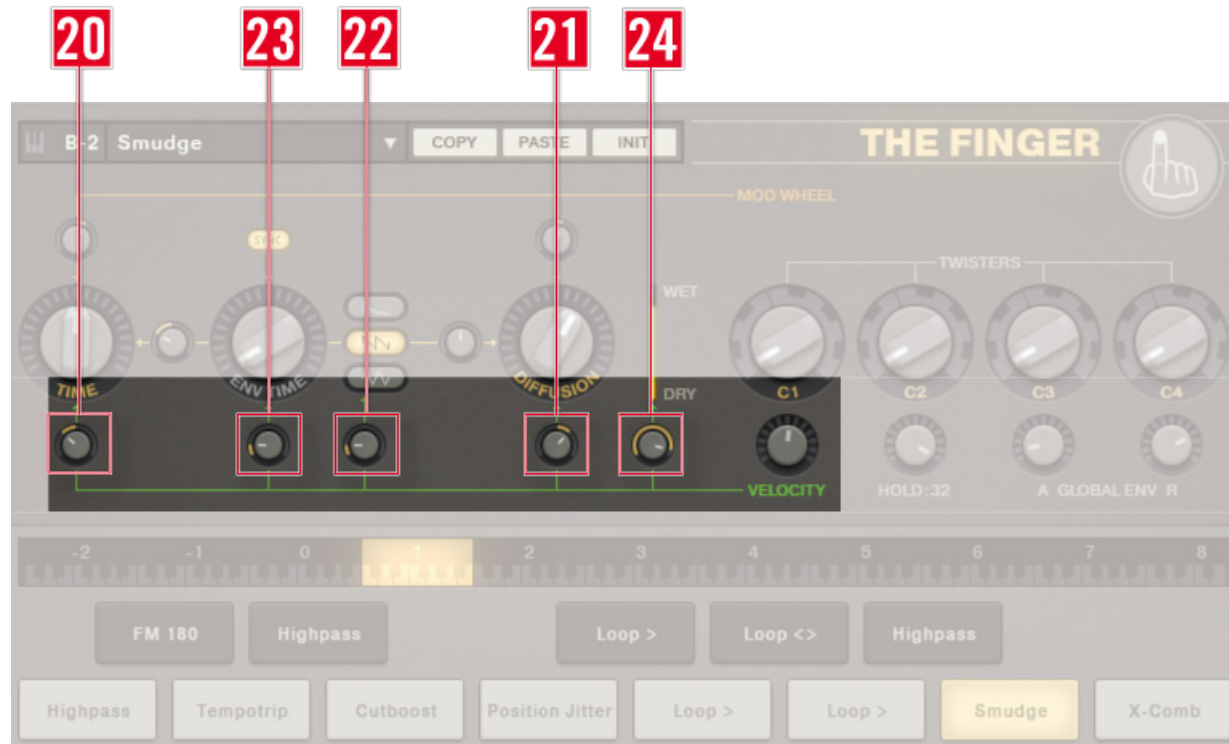 20 23 22 21 24
B-2 Smudge COPY PASTE INIT THE FINGER
MOD WHEEL
SYNC
TWISTERS
WET
TIME ENV TIME DIFFUSION DRY C1 C2 C3 C4
VELOCITY HOLD:32 A GLOBAL ENV R
-2 -1 0 1 2 3 4 5 6 7 8
FM 180 Highpass Loop > Loop <> Highpass
Highpass Tempotrip Cutboost Position Jitter Loop > Loop > Smudge X-Comb